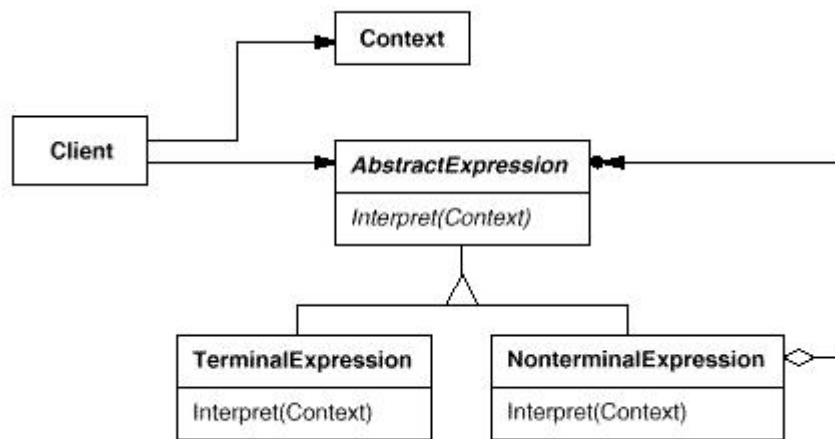 Context
Client
AbstractExpression
Interpret(Context)
TerminalExpression
Interpret(Context)
NonterminalExpression
Interpret(Context)